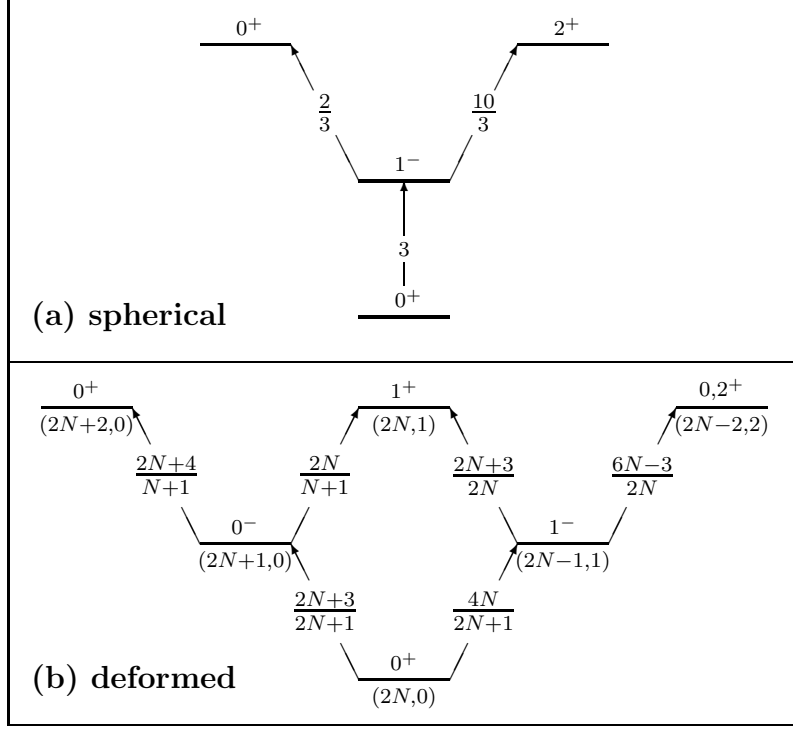 0⁺ 2⁺
2/3 10/3
1⁻
3
0⁺
(a) spherical
0⁺ 1⁺ 0,2⁺
(2N+2,0) (2N,1) (2N−2,2)
2N+4/N+1 2N/N+1 2N+3/2N 6N−3/2N
0⁻ 1⁻
(2N+1,0) (2N−1,1)
2N+3/2N+1 4N/2N+1
0⁺
(b) deformed
(2N,0)